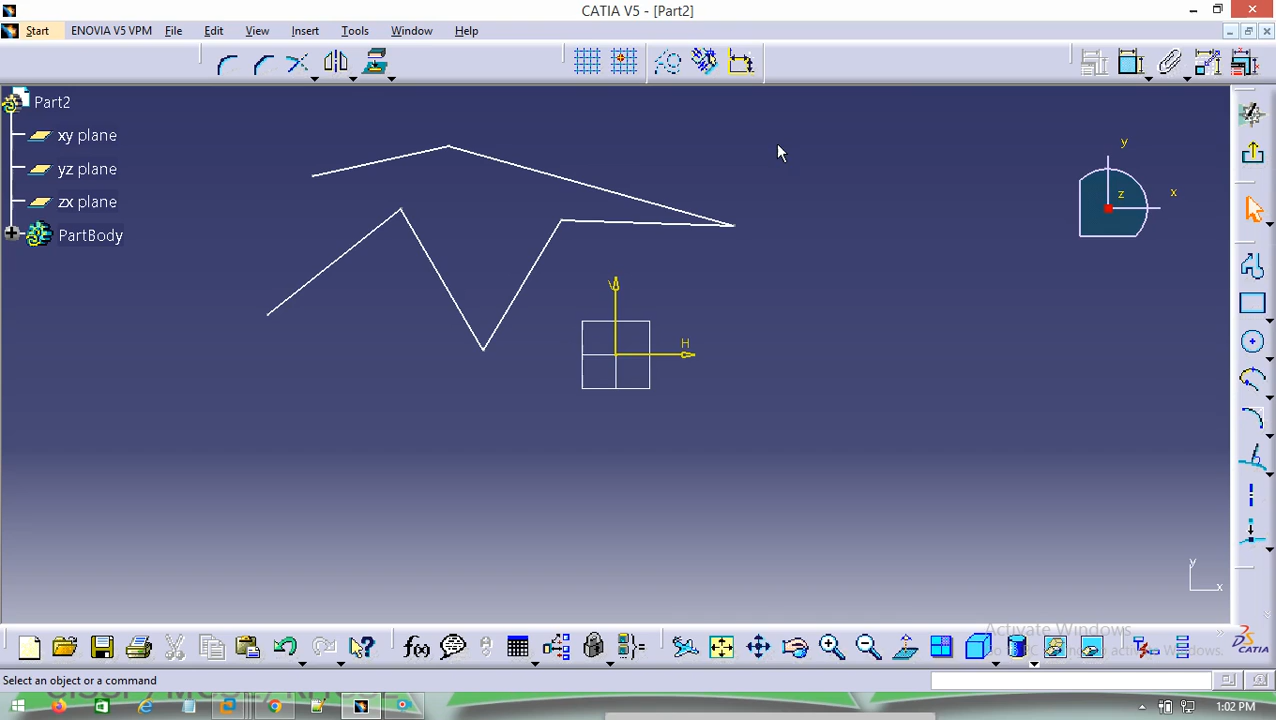 CATIA V5 - [Part2]
Start ENOVIA V5 VPM File Edit View Insert Tools Window Help
Part2
xy plane
yz plane
zx plane
PartBody
y
z x
V
H
y
x
f(x)
Activate Windows
CATIA
Select an object or a command
1:02 PM